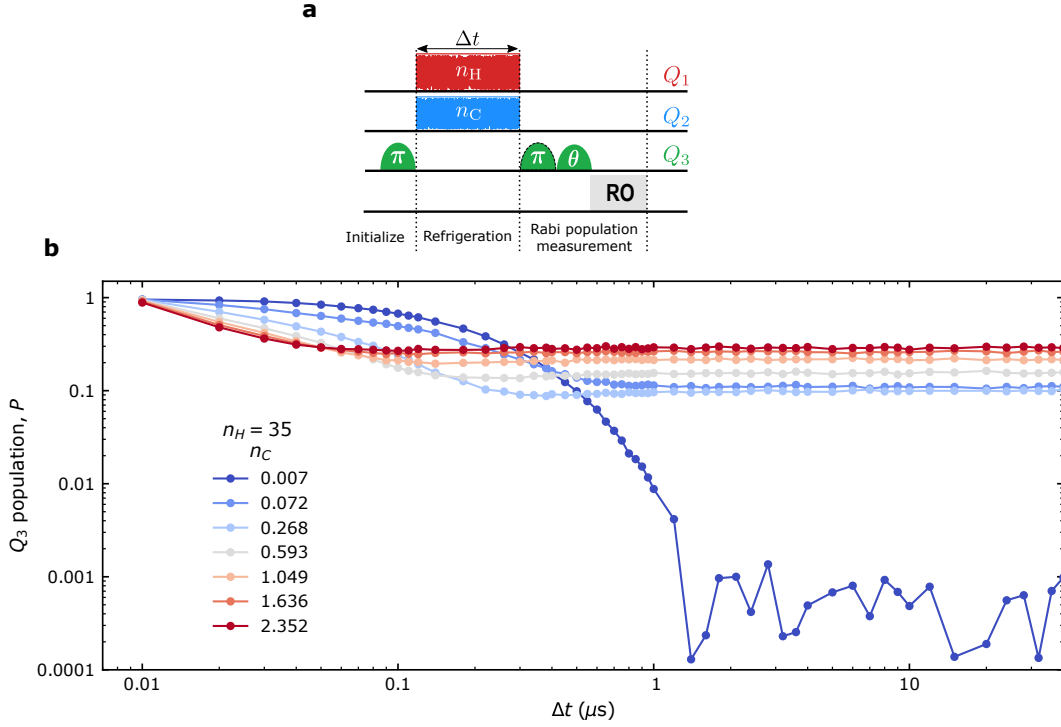 a
Δt
n_H
Q_1
n_C
Q_2
π
π
θ
Q_3
RO
Initialize
Refrigeration
Rabi population
measurement
b
1
0.1
0.01
0.001
0.0001
Q_3 population, P
n_H = 35
n_C
0.007
0.072
0.268
0.593
1.049
1.636
2.352
0.01
0.1
1
10
Δt (μs)